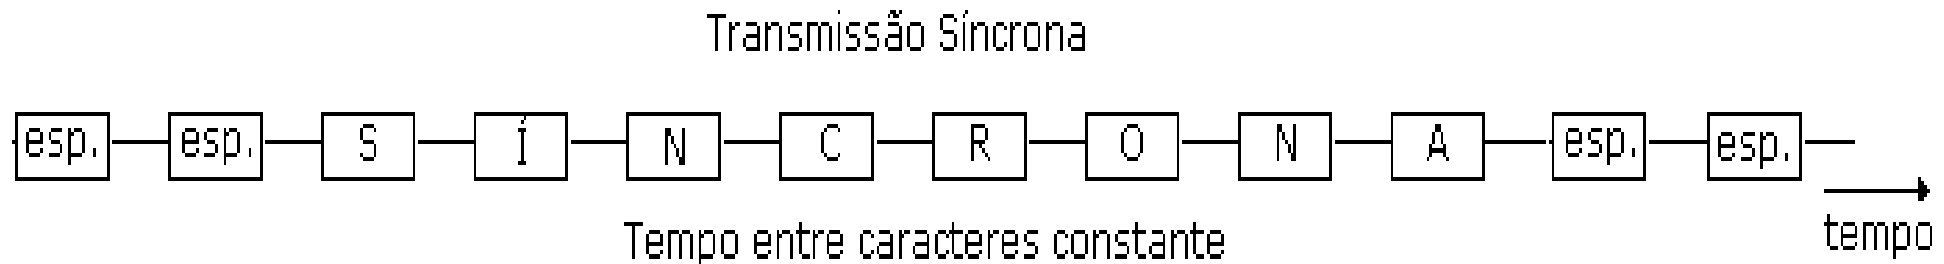 Transmissão Síncrona
esp. esp. S Í N C R O N A esp. esp.
tempo
Tempo entre caracteres constante